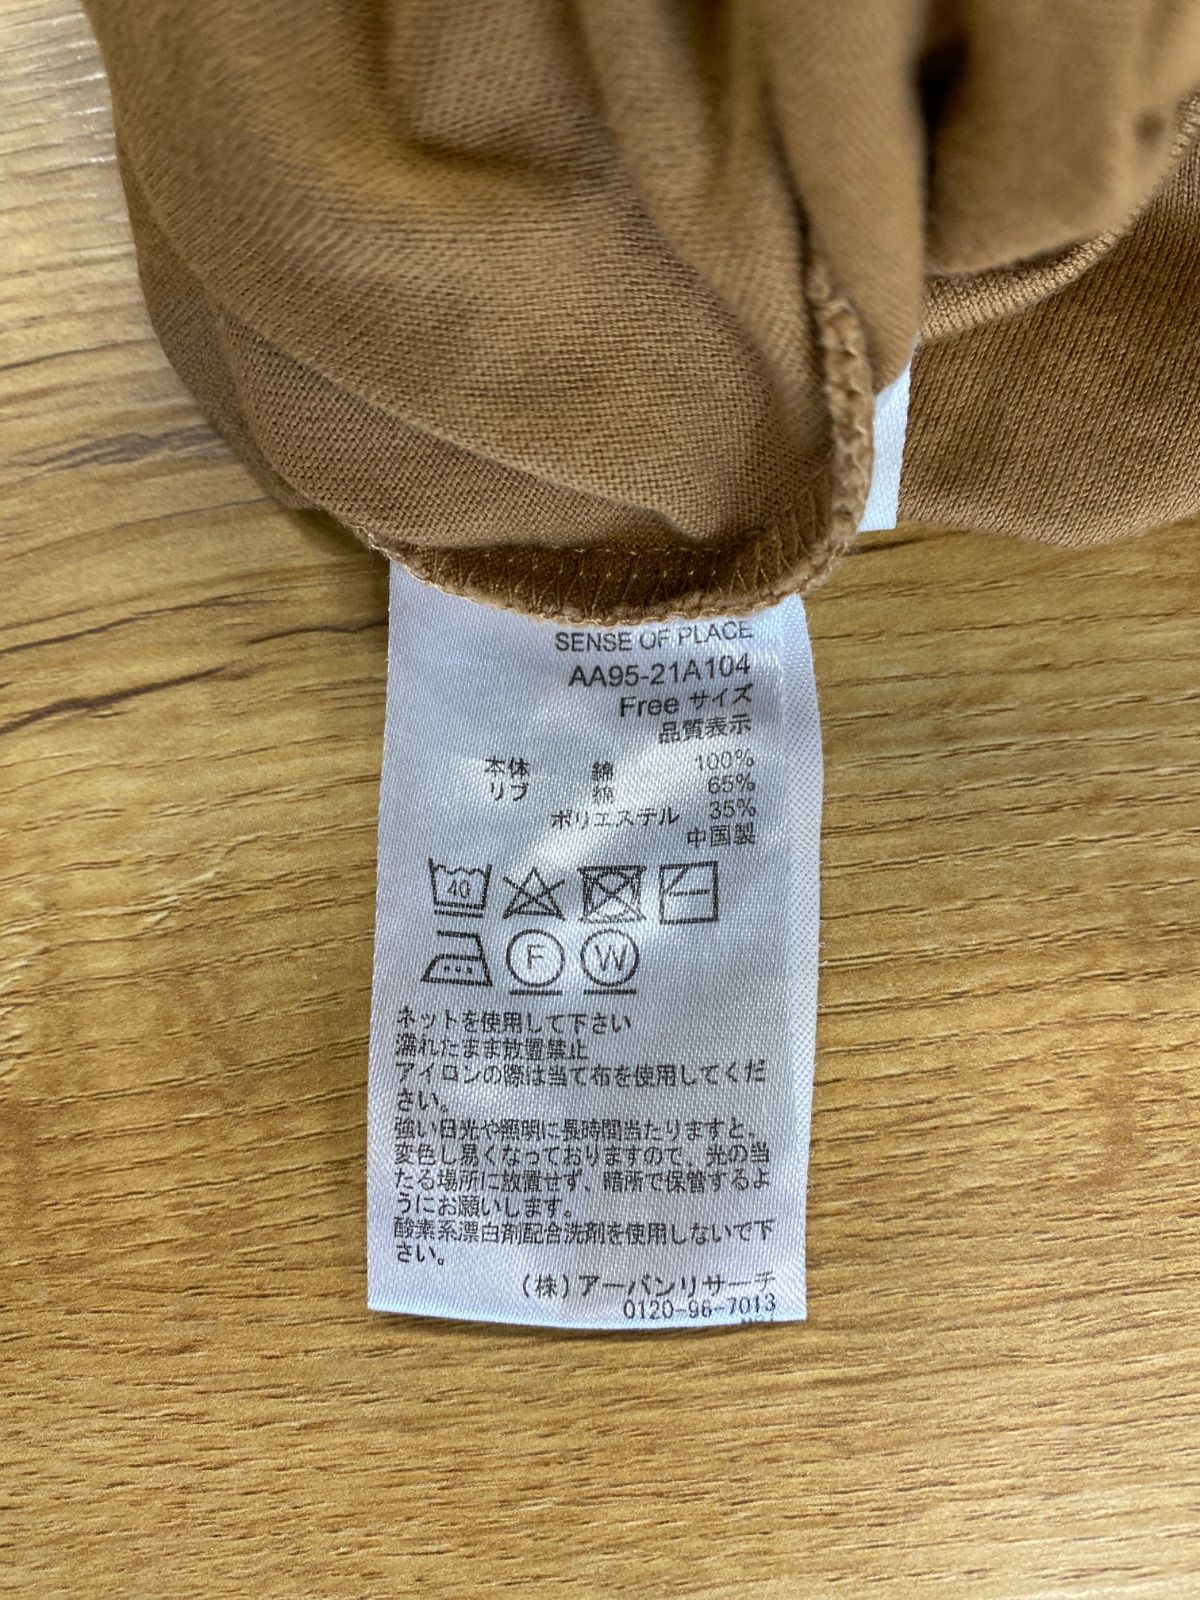 SENSE OF PLACE
AA95-21A104
Free サイズ
品質表示
本体 綿 100%
リブ 綿 65%
ポリエステル 35%
中国製
40
F W
ネットを使用して下さい
濡れたまま放置禁止
アイロンの際は当て布を使用してくだ
さい。
強い日光や照明に長時間当たりますと、
変色し易くなっておりますので、光の当
たる場所に放置せず、暗所で保管するよ
うにお願いします。
酸素系漂白剤配合洗剤を使用しないで下
さい。
(株)アーバンリサーチ
0120-96-7013